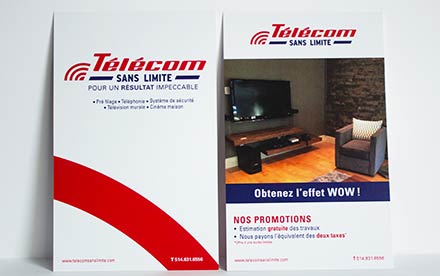 Télécom
SANS LIMITE
POUR UN RÉSULTAT IMPECCABLE
• Pré filage • Téléphonie • Système de sécurité
• Télévision murale • Cinéma maison
www.telecomsanslimite.com
T 514.831.6556
Télécom
SANS LIMITE
Obtenez l'effet WOW !
NOS PROMOTIONS
• Estimation gratuite des travaux
• Nous payons l'équivalent des deux taxes*
www.telecomsanslimite.com
T 514.831.6556